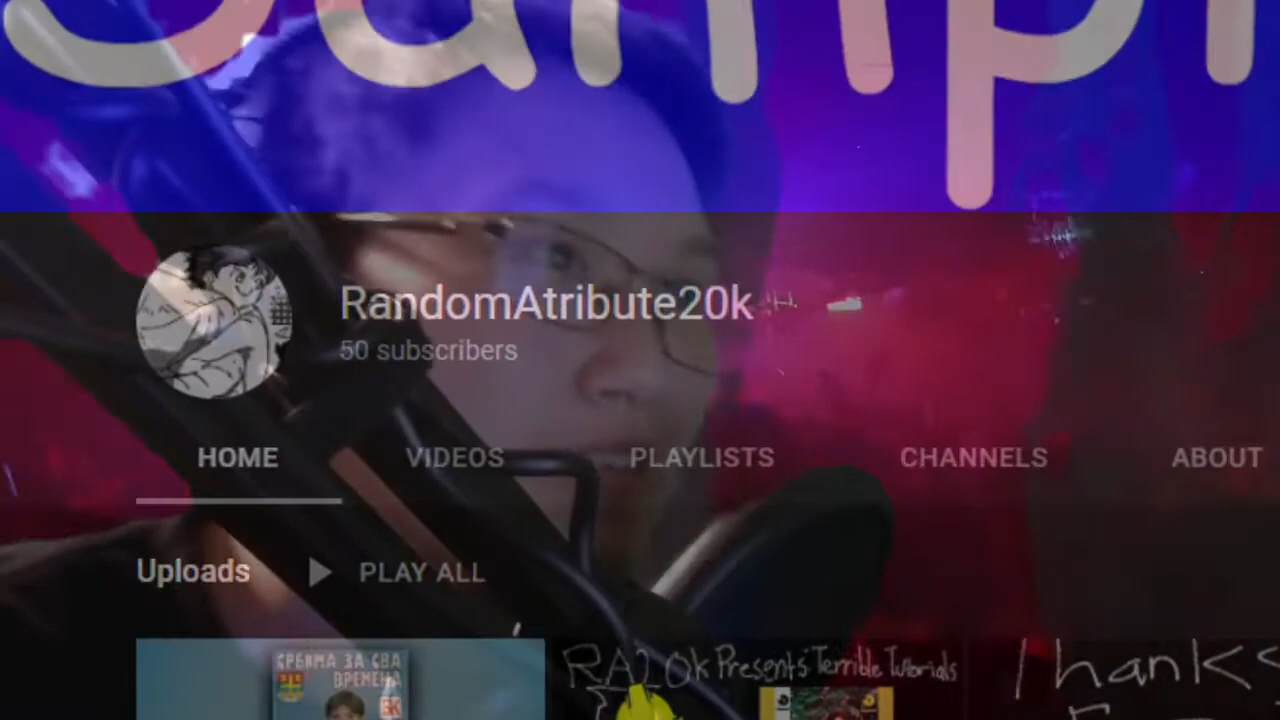 RandomAtribute20k
50 subscribers
HOME VIDEOS PLAYLISTS CHANNELS ABOUT
Uploads PLAY ALL
СРБИМА ЗА СВА
ВРЕМЕНА
RA20k Presents Terrible Tutorials
Thanks